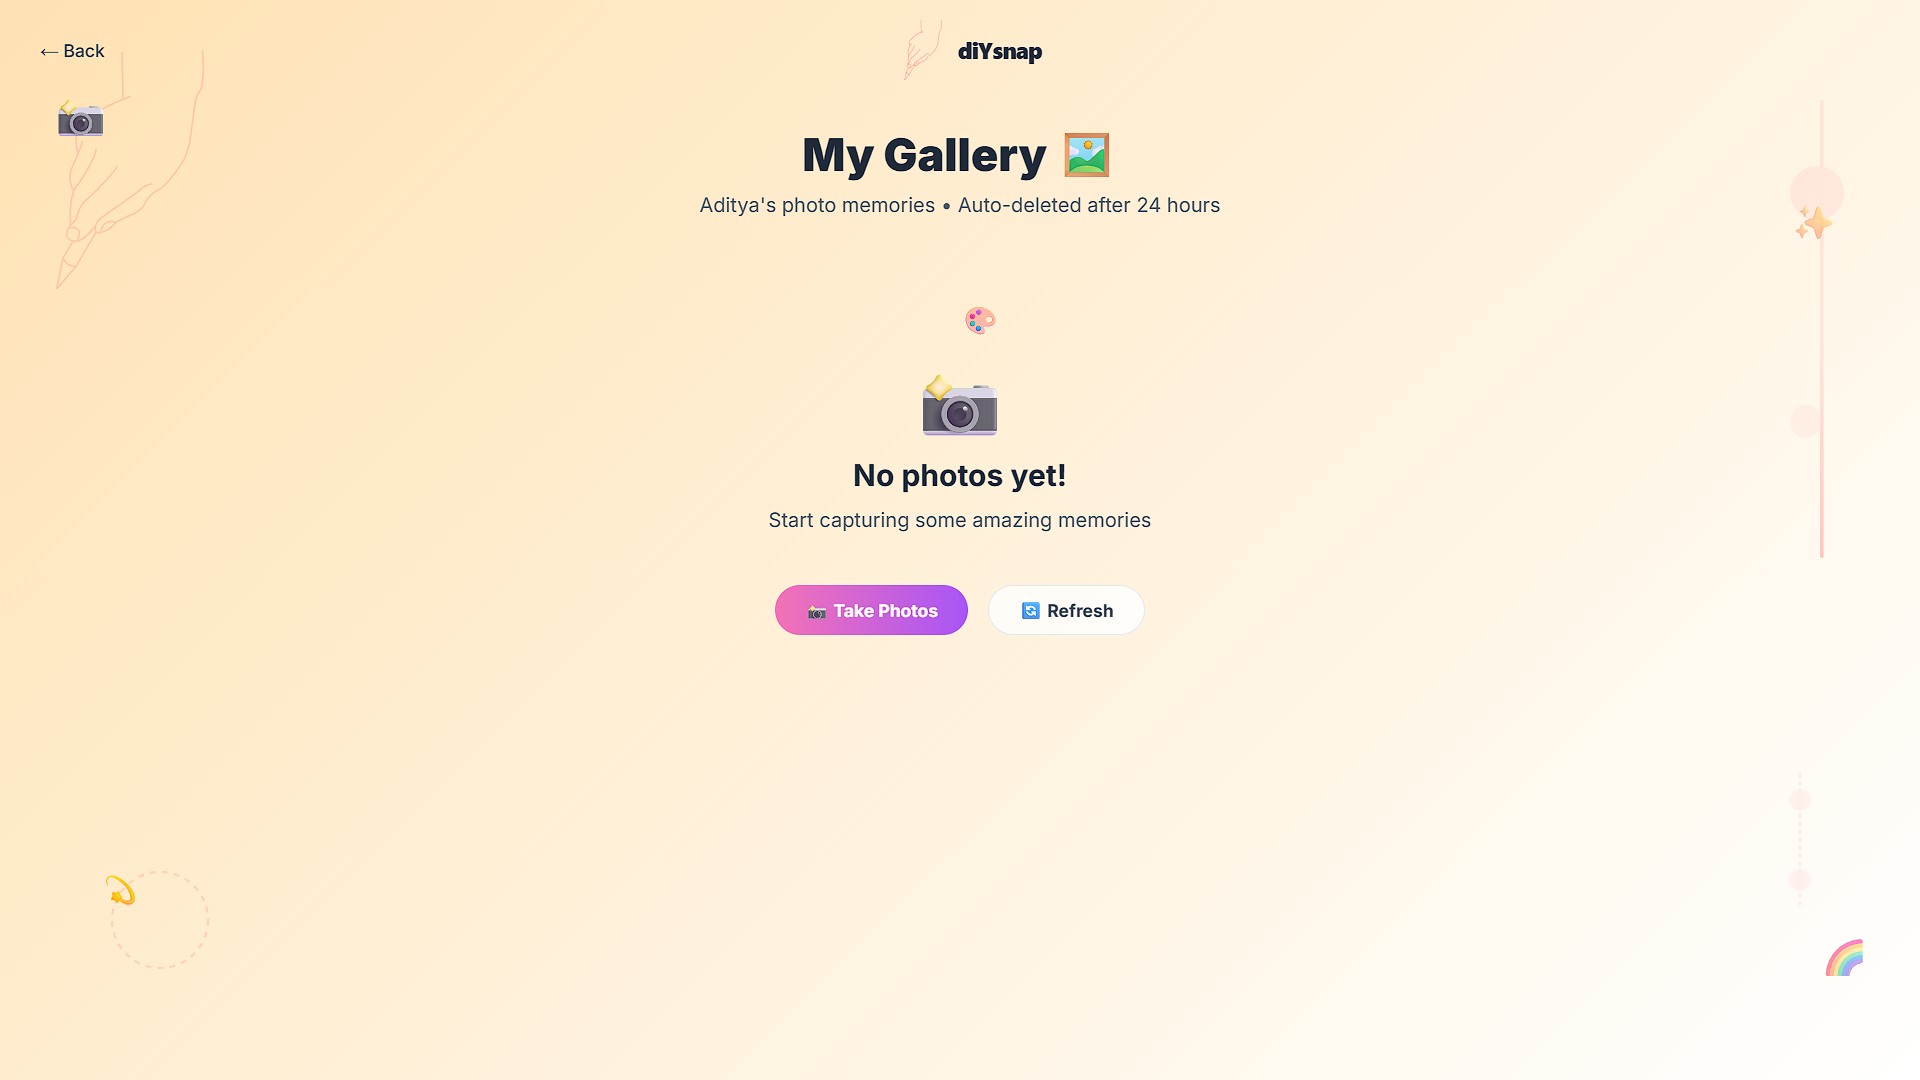 ← Back
diYsnap
My Gallery 🖼️
Aditya's photo memories • Auto-deleted after 24 hours
No photos yet!
Start capturing some amazing memories
📸 Take Photos
🔄 Refresh